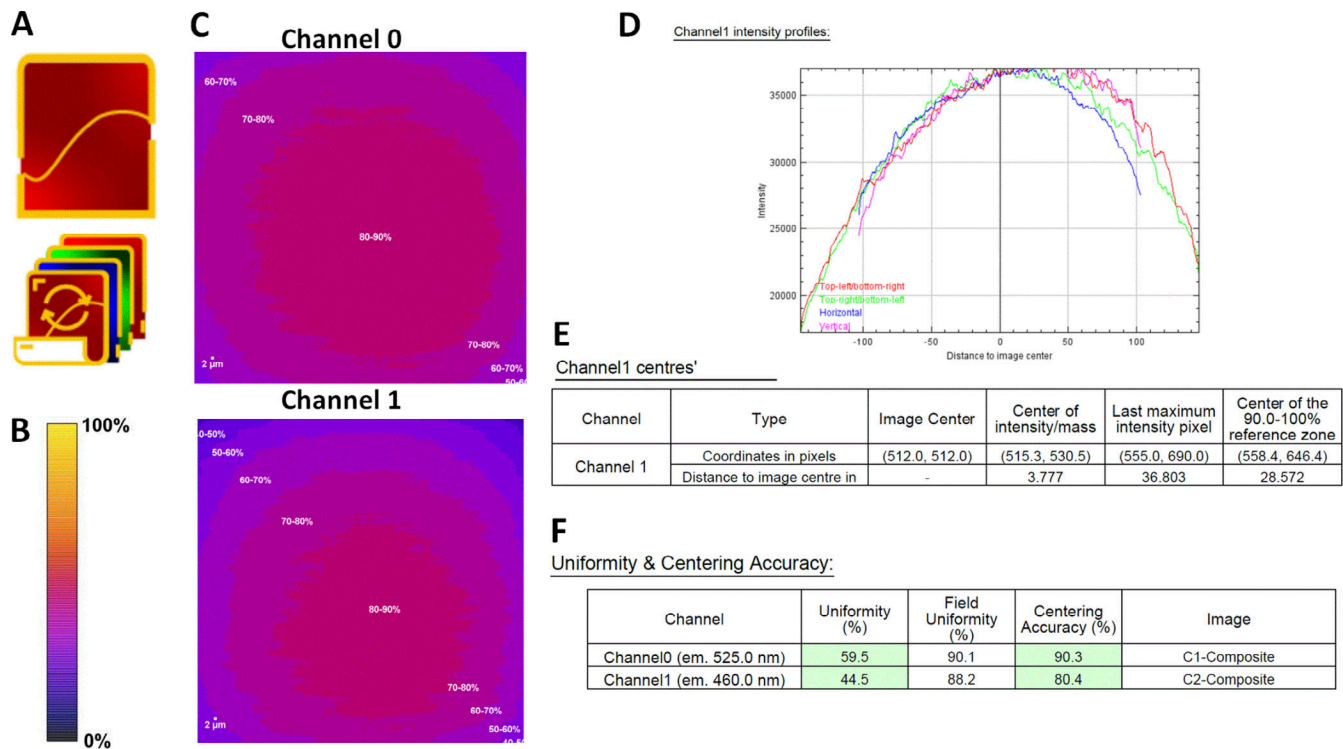 A
B
100%
0%
C
Channel 0
60-70%
70-80%
80-90%
70-80%
60-70%
2 µm
Channel 1
50-60%
60-70%
70-80%
80-90%
70-80%
60-70%
50-60%
2 µm
D
Channel1 intensity profiles:
35000
30000
25000
20000
Intensity
Top-left/bottom-right
Top-right/bottom-left
Horizontal
Vertical
-100
-50
0
50
100
Distance to image center
E
Channel1 centres'
Channel Type Image Center Center of intensity/mass Last maximum intensity pixel Center of the 90.0-100% reference zone
Channel 1 Coordinates in pixels (512.0, 512.0) (515.3, 530.5) (555.0, 690.0) (558.4, 646.4)
Distance to image centre in - 3.777 36.803 28.572
F
Uniformity & Centering Accuracy:
Channel Uniformity (%) Field Uniformity (%) Centering Accuracy (%) Image
Channel0 (em. 525.0 nm) 59.5 90.1 90.3 C1-Composite
Channel1 (em. 460.0 nm) 44.5 88.2 80.4 C2-Composite